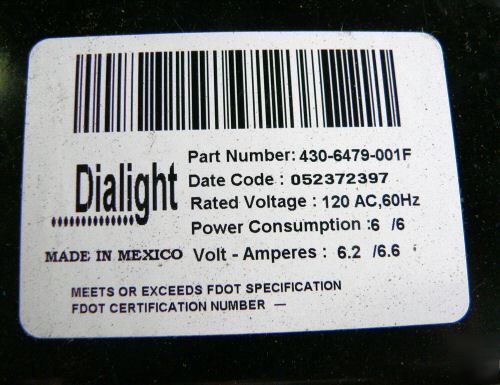 Part Number: 430-6479-001F
Dialight
Date Code : 052372397
Rated Voltage : 120 AC,60Hz
Power Consumption :6 /6
MADE IN MEXICO
Volt - Amperes : 6.2 /6.6
MEETS OR EXCEEDS FDOT SPECIFICATION
FDOT CERTIFICATION NUMBER —